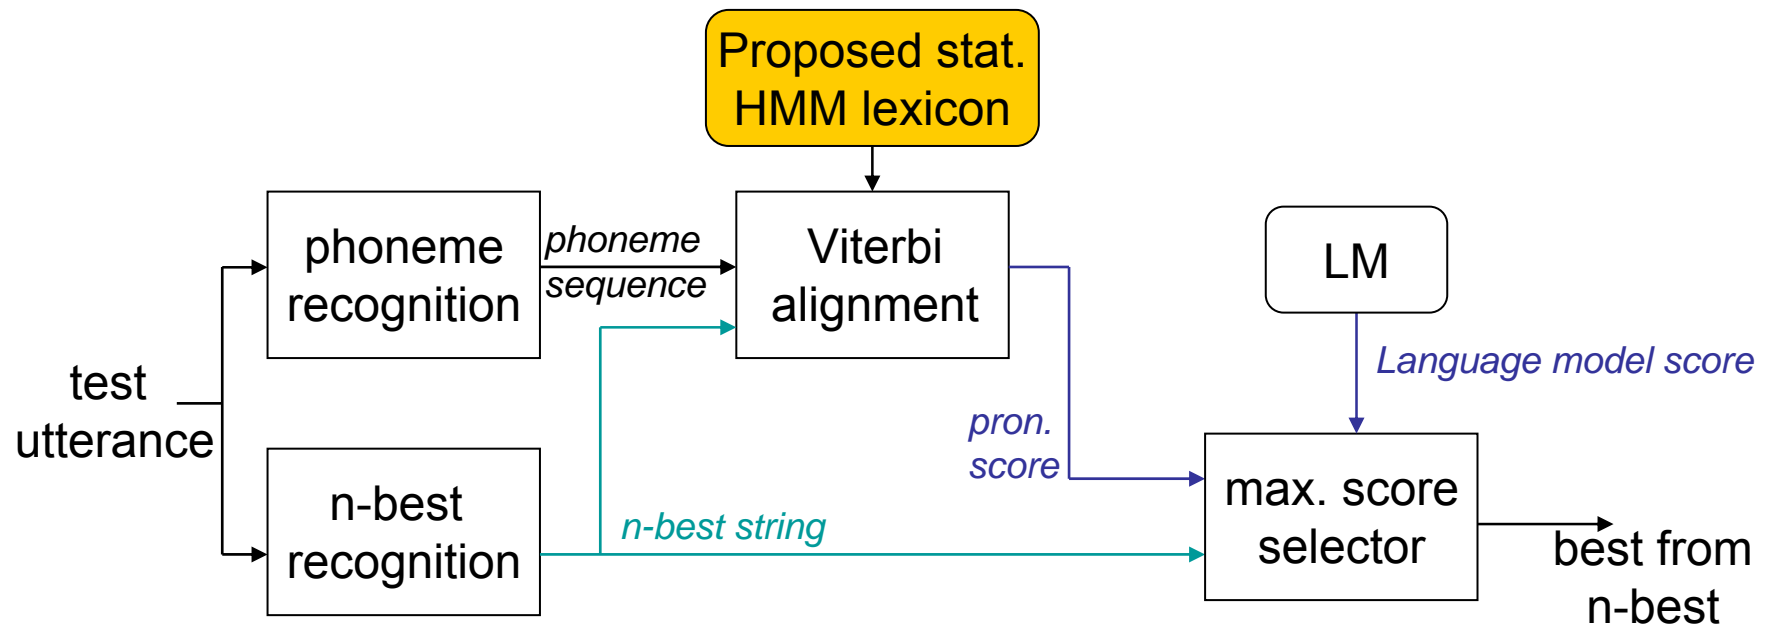 Proposed stat.
HMM lexicon
phoneme
recognition
phoneme
sequence
Viterbi
alignment
LM
Language model score
test
utterance
pron.
score
n-best
recognition
n-best string
max. score
selector
best from
n-best